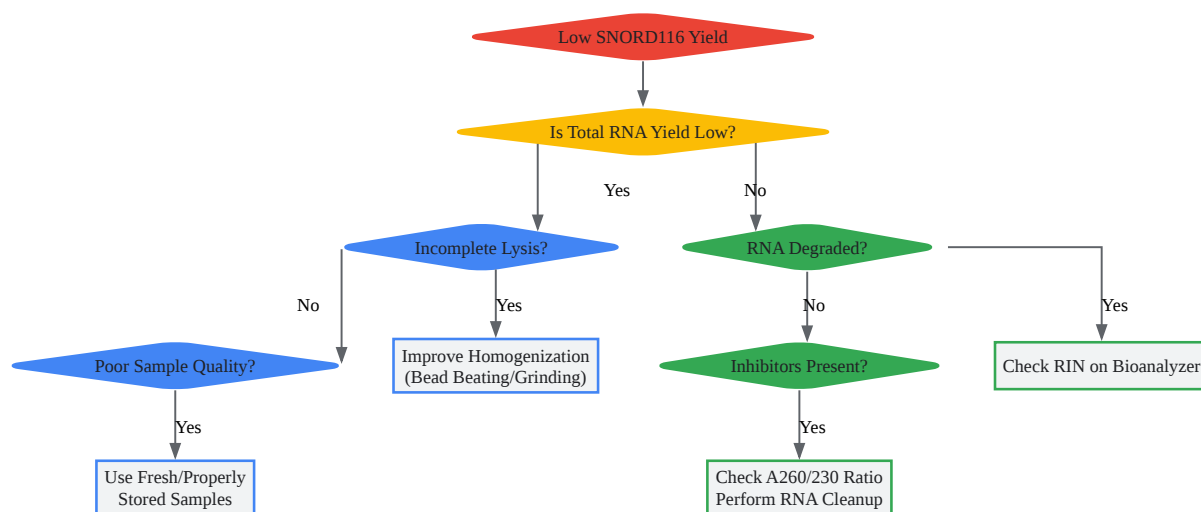 Low SNORD116 Yield
Is Total RNA Yield Low?
Yes
No
Incomplete Lysis?
RNA Degraded?
No
Yes
No
Yes
Poor Sample Quality?
Improve Homogenization
(Bead Beating/Grinding)
Inhibitors Present?
Check RIN on Bioanalyzer
Yes
Yes
Use Fresh/Properly
Stored Samples
Check A260/230 Ratio
Perform RNA Cleanup